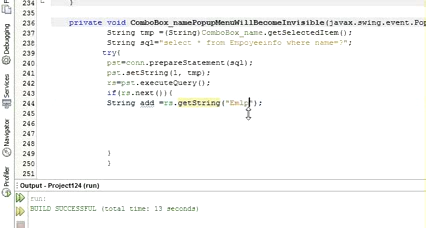 234
235
236 private void ComboBox_namePopupMenuWillBecomeInvisible(javax.swing.event.Pop
237 String tmp =(String)ComboBox_name.getSelectedItem();
238 String sql="select * from Enpoyeeinfo where name=?";
239 try{
240 pst=conn.prepareStatement(sql);
241 pst.setString(1, tmp);
242 rs=pst.executeQuery();
243 if(rs.next()){
244 String add =rs.getString("Emlp");
245
246
247
248
249 }
250 }
251
Debugging
Services
Navigator
Profiler
Output - Project124 (run)
run:
BUILD SUCCESSFUL (total time: 13 seconds)